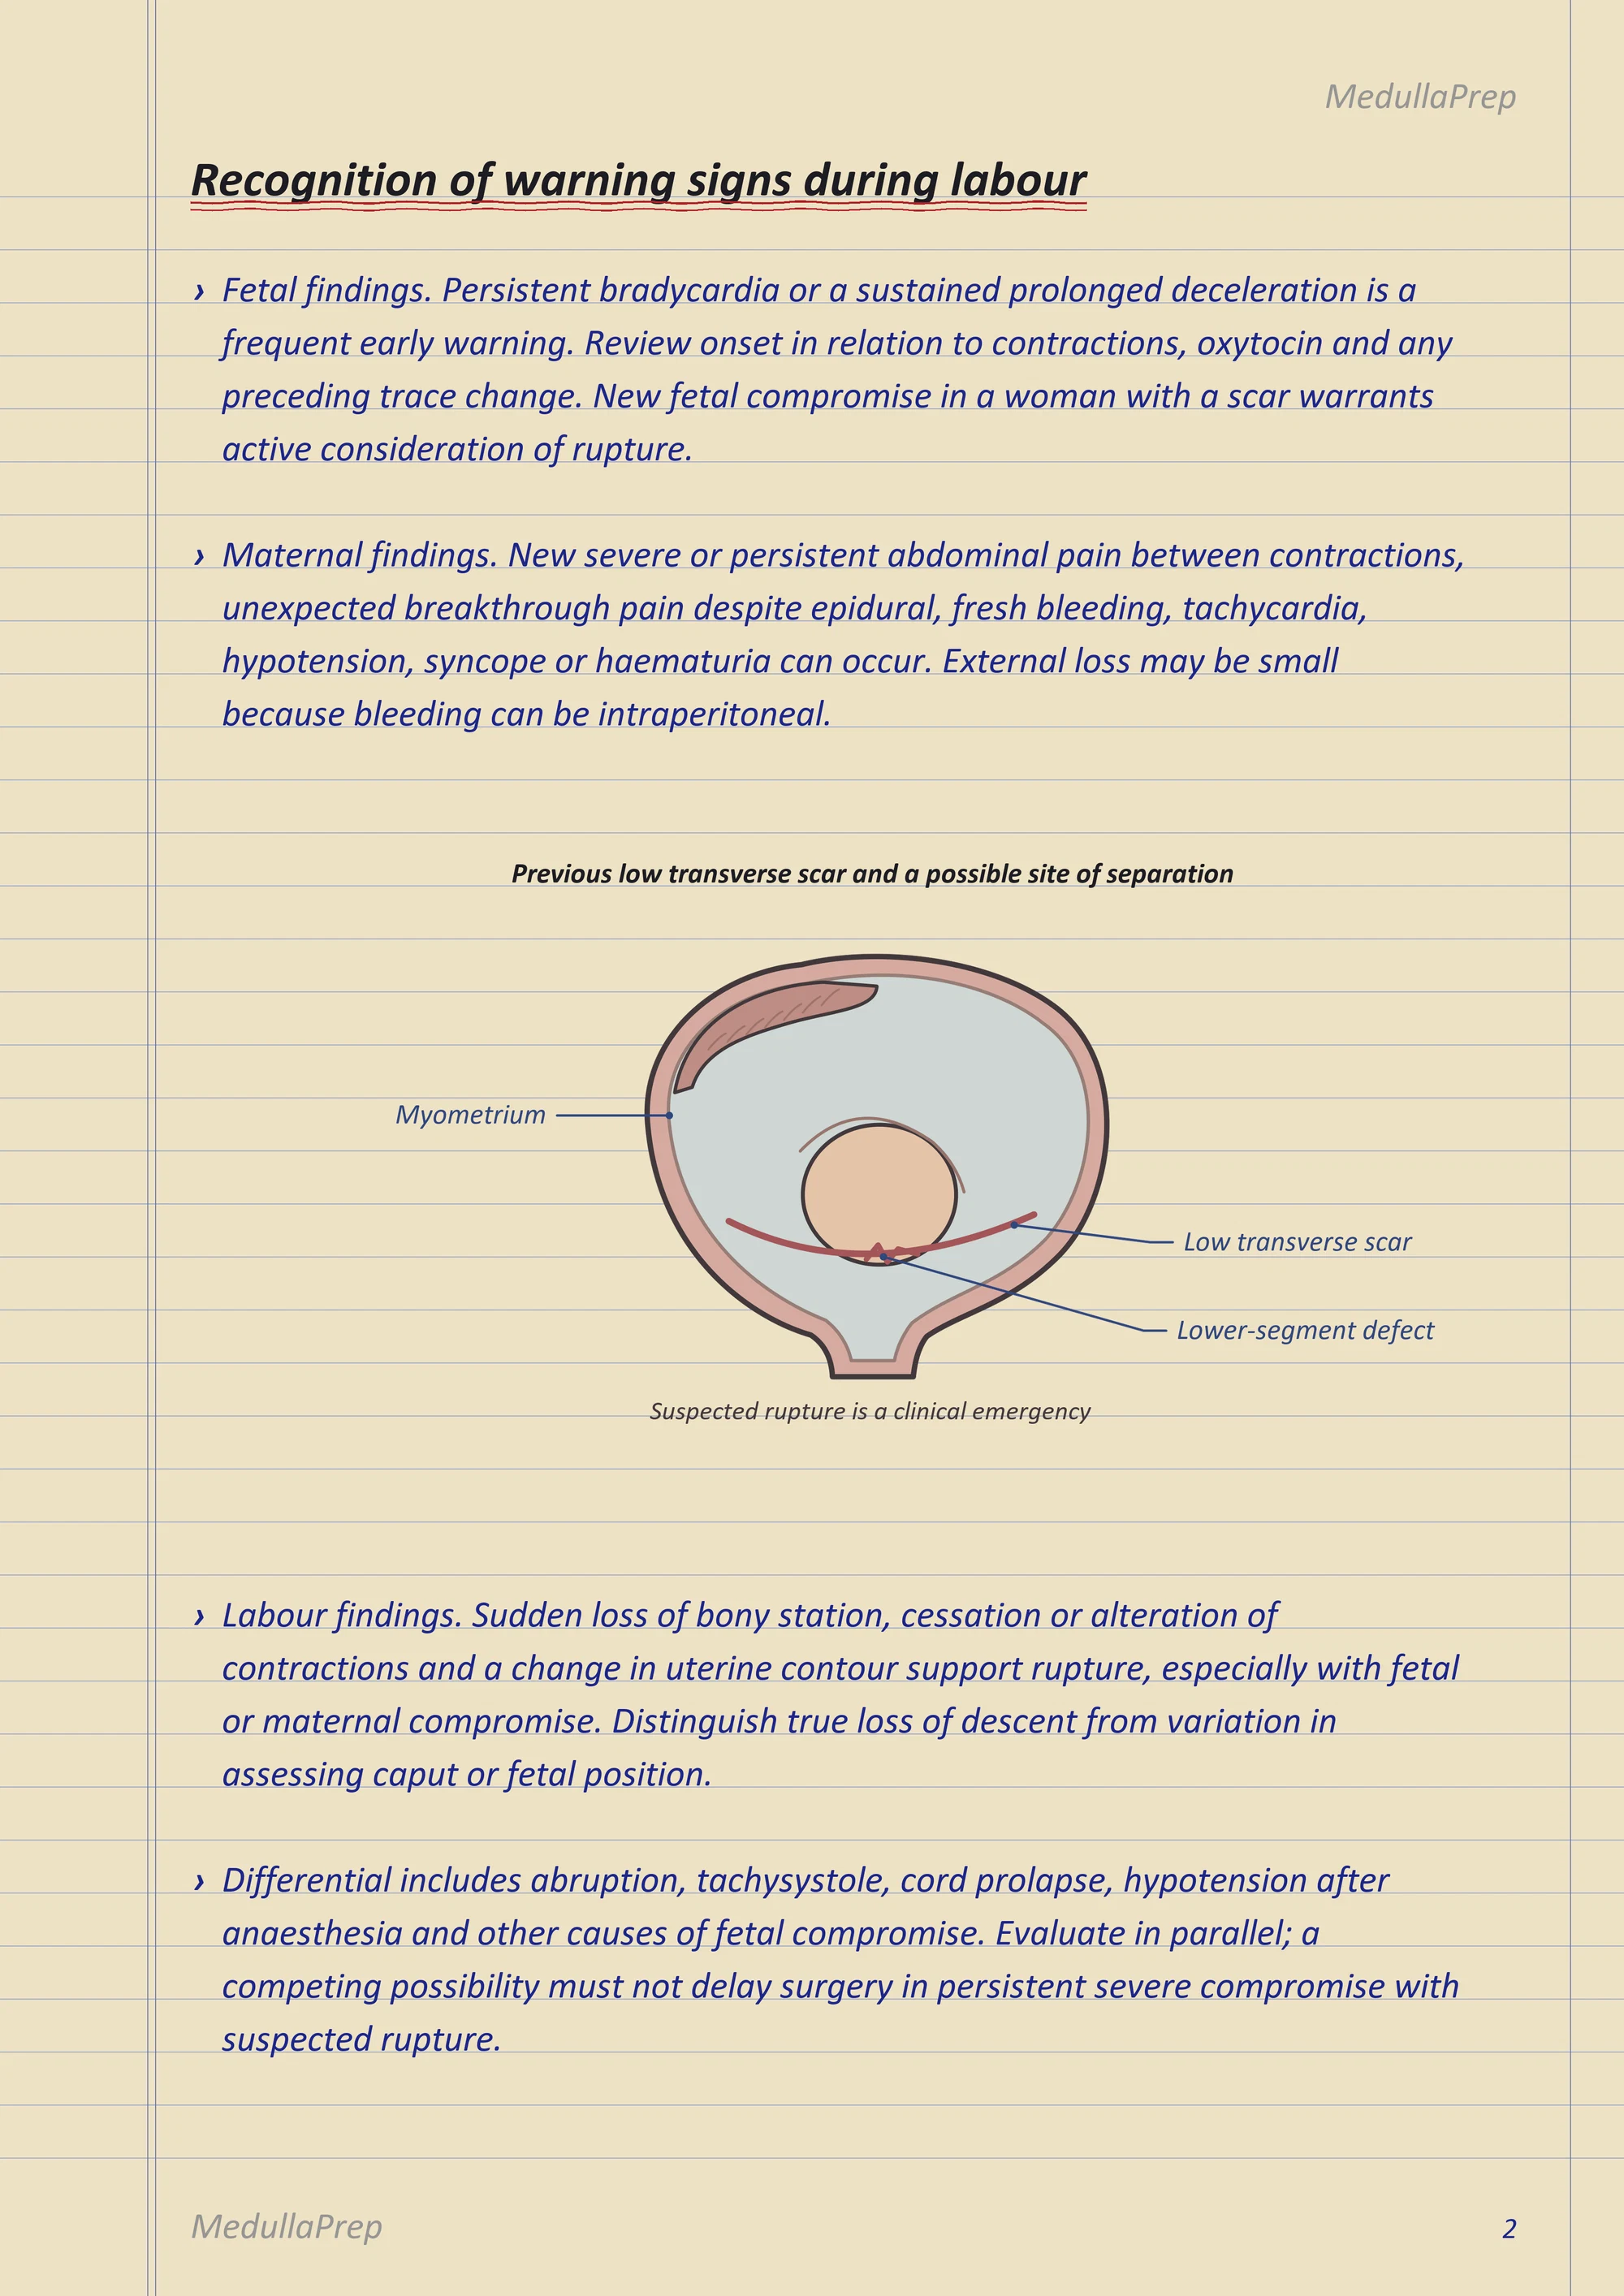 MedullaPrep
Recognition of warning signs during labour
› Fetal findings. Persistent bradycardia or a sustained prolonged deceleration is a
frequent early warning. Review onset in relation to contractions, oxytocin and any
preceding trace change. New fetal compromise in a woman with a scar warrants
active consideration of rupture.
› Maternal findings. New severe or persistent abdominal pain between contractions,
unexpected breakthrough pain despite epidural, fresh bleeding, tachycardia,
hypotension, syncope or haematuria can occur. External loss may be small
because bleeding can be intraperitoneal.
Previous low transverse scar and a possible site of separation
Myometrium
Low transverse scar
Lower-segment defect
Suspected rupture is a clinical emergency
› Labour findings. Sudden loss of bony station, cessation or alteration of
contractions and a change in uterine contour support rupture, especially with fetal
or maternal compromise. Distinguish true loss of descent from variation in
assessing caput or fetal position.
› Differential includes abruption, tachysystole, cord prolapse, hypotension after
anaesthesia and other causes of fetal compromise. Evaluate in parallel; a
competing possibility must not delay surgery in persistent severe compromise with
suspected rupture.
MedullaPrep
2